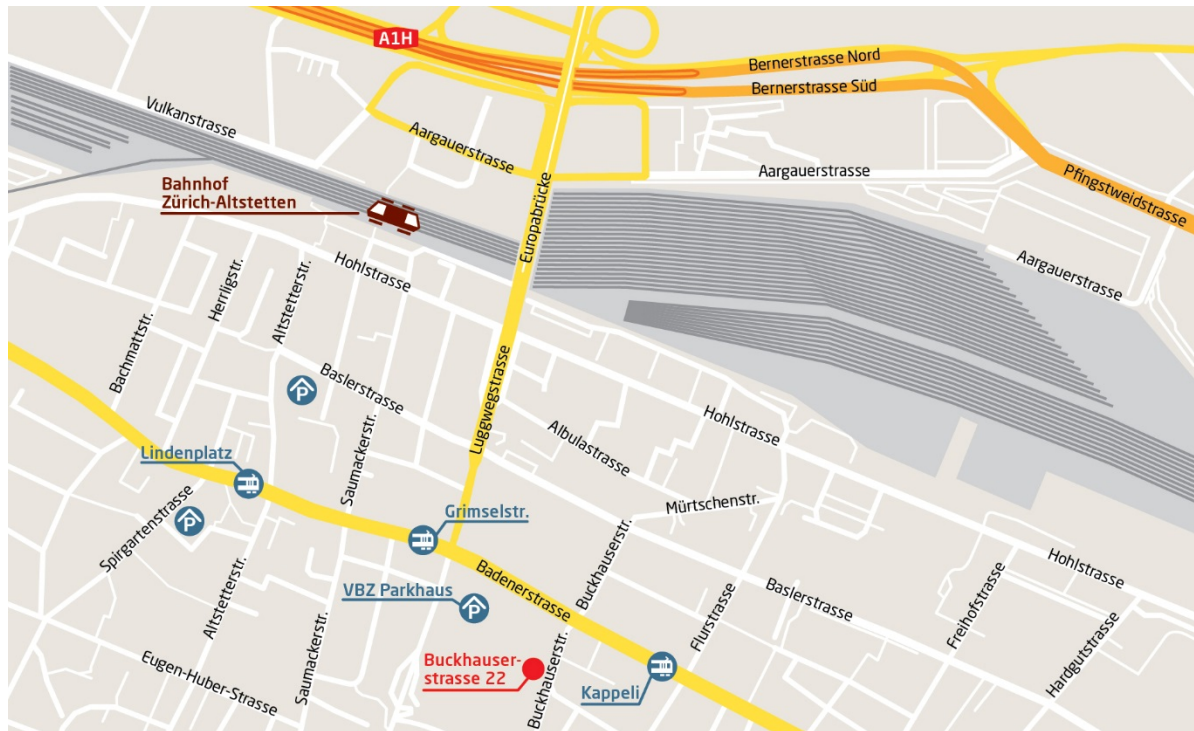 A1H
Bernerstrasse Nord
Bernerstrasse Süd
Vulkanstrasse
Aargauerstrasse
Aargauerstrasse
Pfingstweidstrasse
Bahnhof
Zürich-Altstetten
Europabrücke
Aargauerstrasse
Hohlstrasse
Herrligstr.
Altstetterstr.
Bachmattstr.
Baslerstrasse
Luggwegstrasse
P
Hohlstrasse
Albulastrasse
Saumackerstr.
Lindenplatz
Mürtschenstr.
Grimselstr.
P
Spirgartenstrasse
Buckhauserstr.
Hohlstrasse
Badenerstrasse
Baslerstrasse
VBZ Parkhaus
P
Altstetterstr.
Flurstrasse
Freihofstrasse
Hardgutstrasse
Saumackerstr.
Eugen-Huber-Strasse
Buckhauser-
strasse 22
Buckhauserstr.
Kappeli